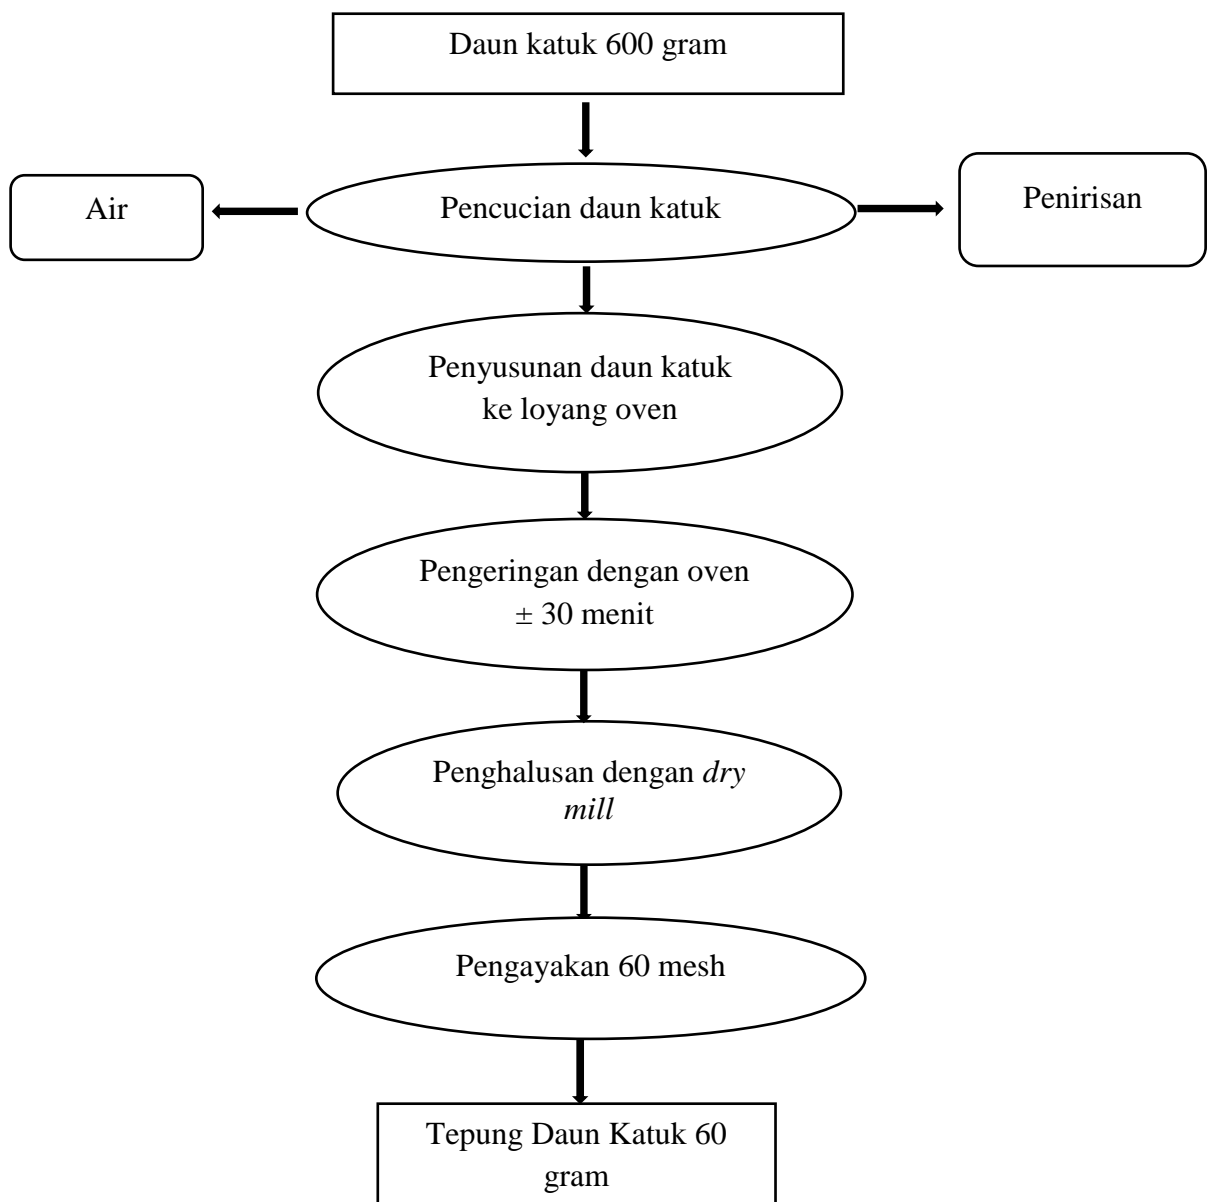 Daun katuk 600 gram
Air
Pencucian daun katuk
Penirisan
Penyusunan daun katuk
ke loyang oven
Pengeringan dengan oven
± 30 menit
Penghalusan dengan dry
mill
Pengayakan 60 mesh
Tepung Daun Katuk 60
gram